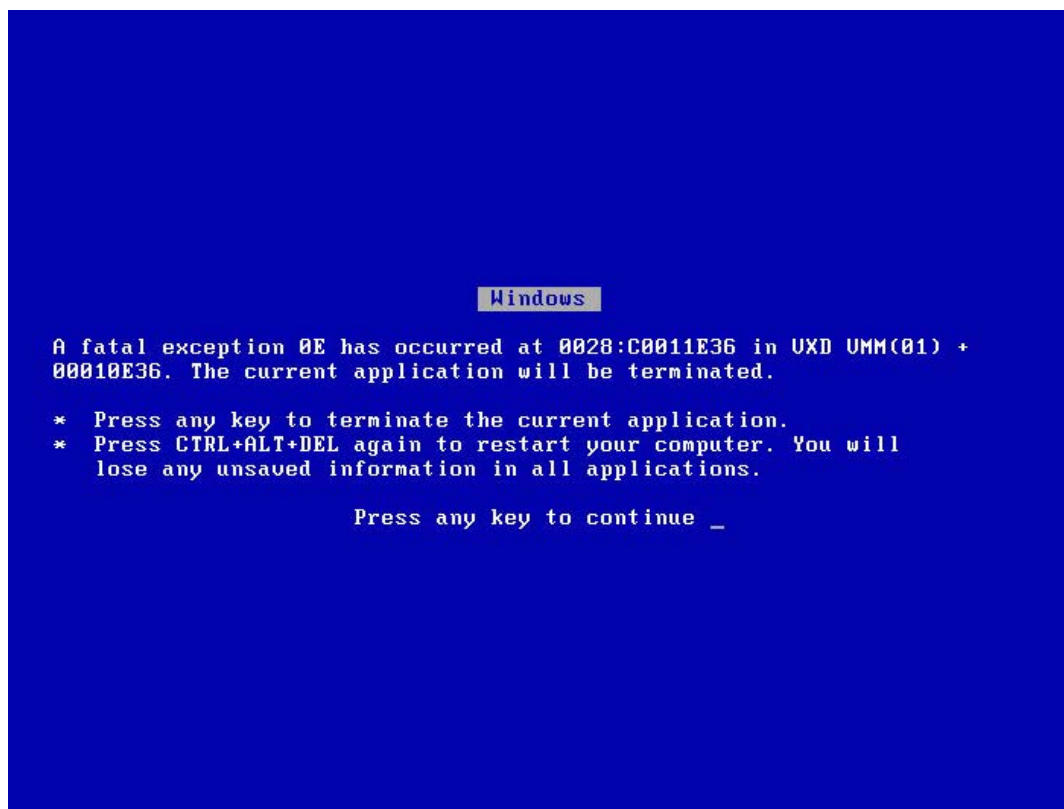 Windows
A fatal exception 0E has occurred at 0028:C0011E36 in VXD VMM(01) +
00010E36. The current application will be terminated.
* Press any key to terminate the current application.
* Press CTRL+ALT+DEL again to restart your computer. You will
lose any unsaved information in all applications.
Press any key to continue _